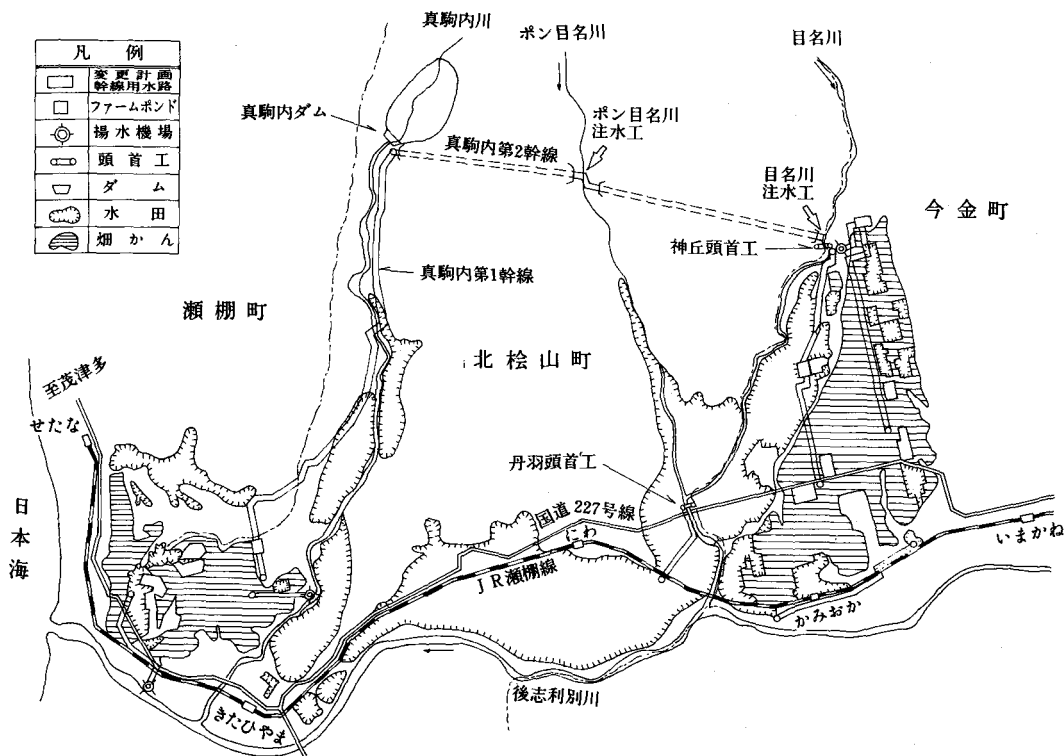 凡例
変更計画
幹線用水路
ファームポンド
揚水機場
頭首工
ダム
水田
畑かん
真駒内川
ポン目名川
目名川
真駒内ダム
ポン目名川
注水工
真駒内第2幹線
目名川
注水工
今金町
神丘頭首工
真駒内第1幹線
瀬棚町
北桧山町
至茂津多
せたな
丹羽頭首工
日本海
国道227号線
にわ
いまかね
JR瀬棚線
かみおか
後志利別川
きたひやま